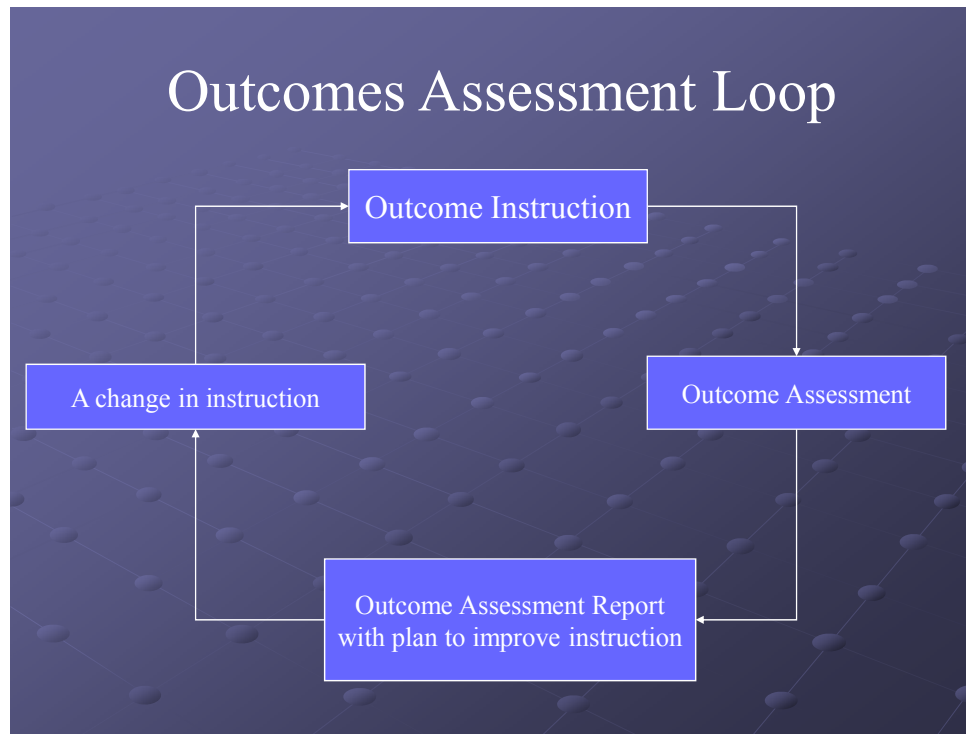 Outcomes Assessment Loop
Outcome Instruction
A change in instruction
Outcome Assessment
Outcome Assessment Report
with plan to improve instruction